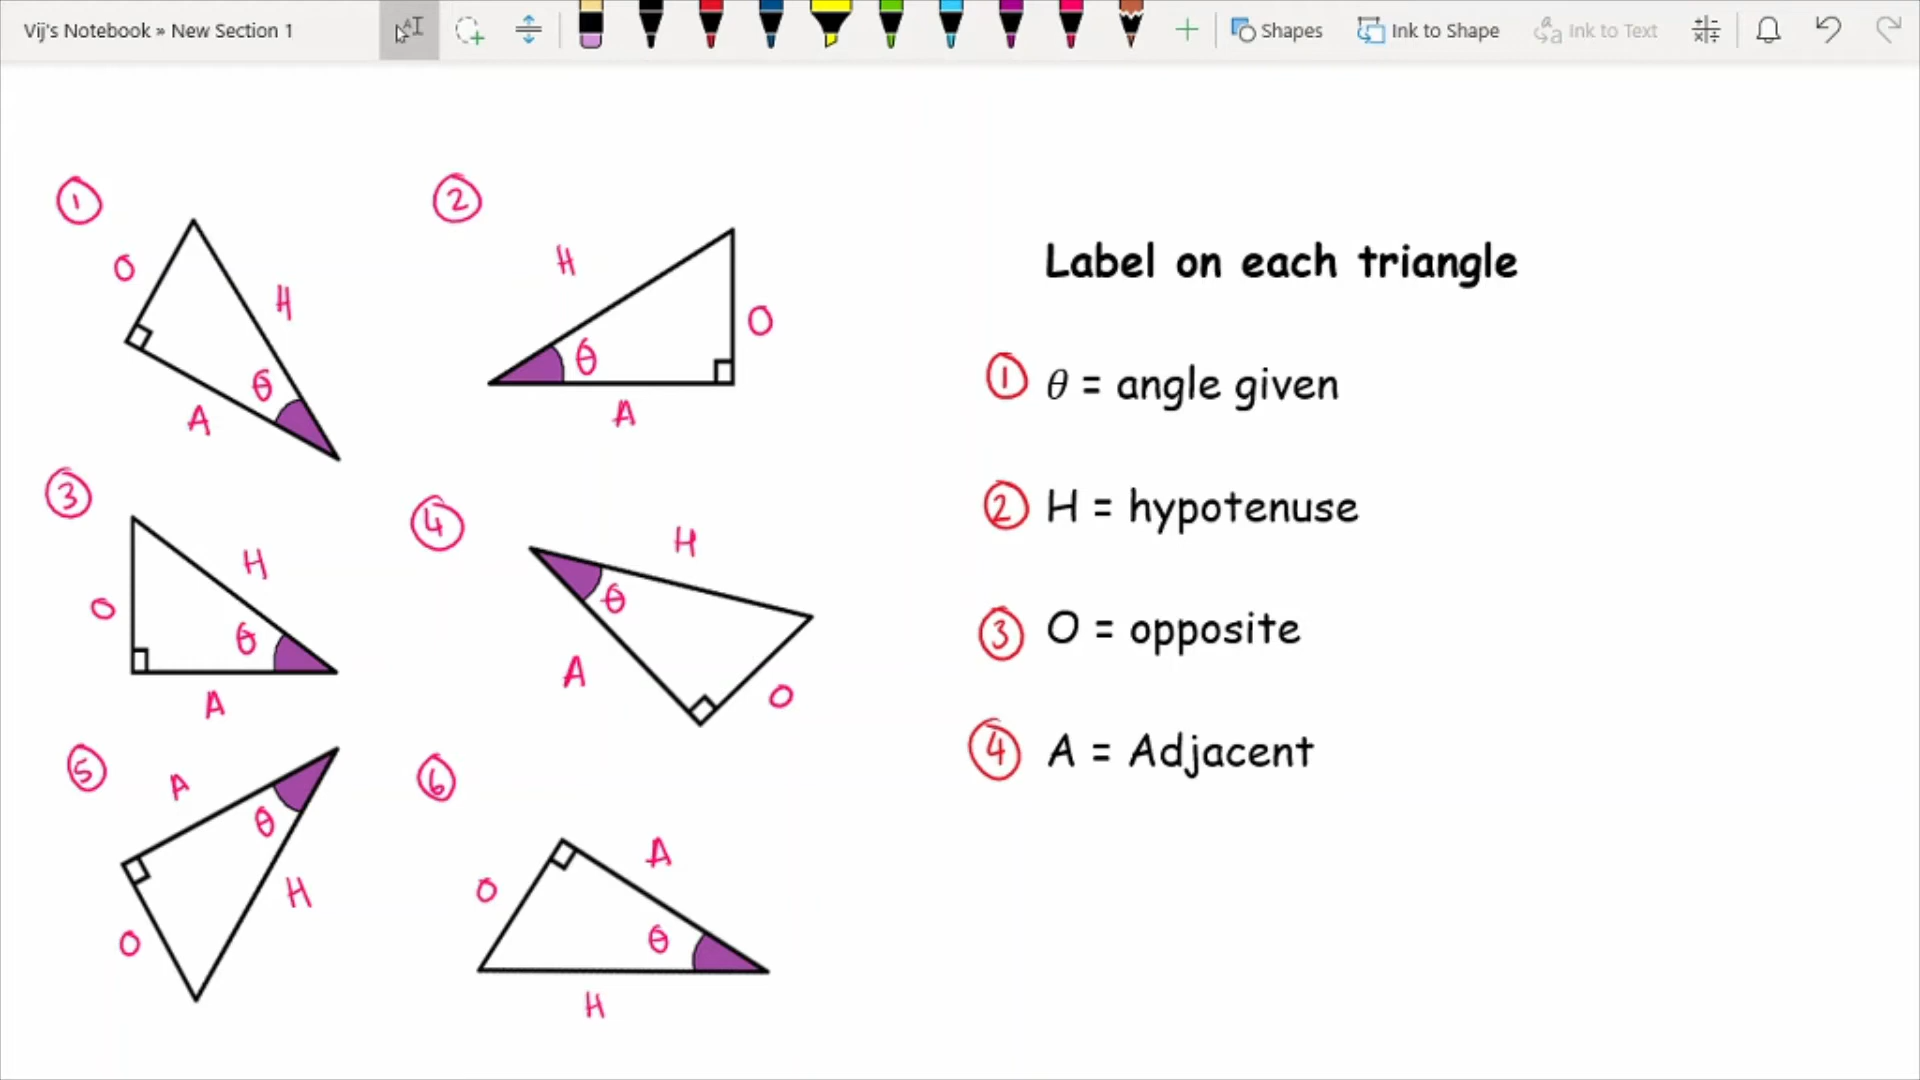 Vij's Notebook » New Section 1
Shapes
Ink to Shape
Ink to Text
①
O
H
θ
A
②
H
θ
O
A
③
O
H
θ
A
④
H
θ
A
O
⑤
A
θ
H
O
⑥
A
O
θ
H
Label on each triangle
① θ = angle given
② H = hypotenuse
③ O = opposite
④ A = Adjacent